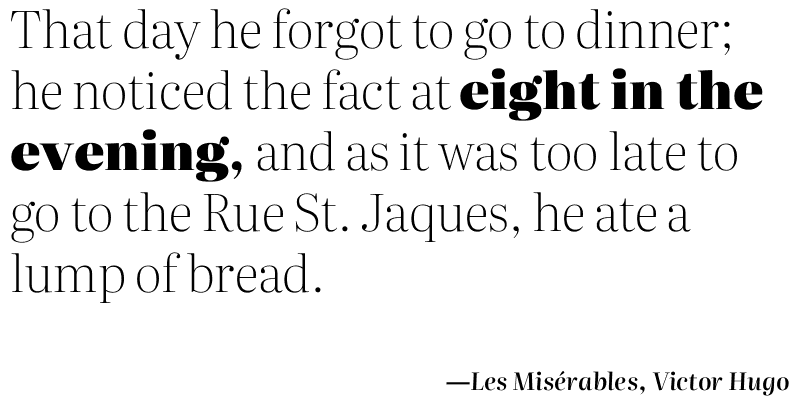 That day he forgot to go to dinner;
he noticed the fact at eight in the
evening, and as it was too late to
go to the Rue St. Jaques, he ate a
lump of bread.
—Les Misérables, Victor Hugo